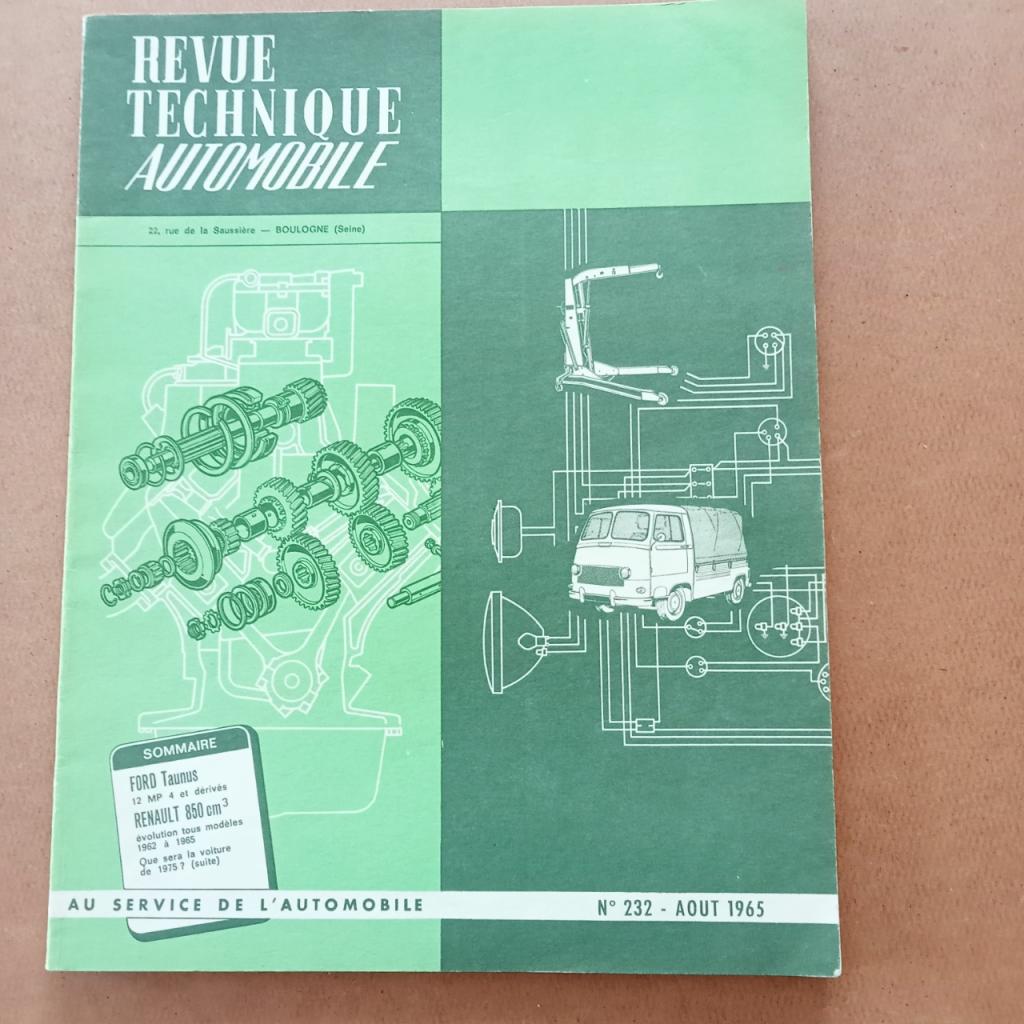 REVUE
TECHNIQUE
AUTOMOBILE
22, rue de la Saussière — BOULOGNE (Seine)
SOMMAIRE
FORD Taunus
12 MP 4 et dérivés
RENAULT 850 cm³
évolution tous modèles
1962 à 1965
Que sera la voiture
de 1975 ? (suite)
AU SERVICE DE L'AUTOMOBILE
N° 232 - AOUT 1965